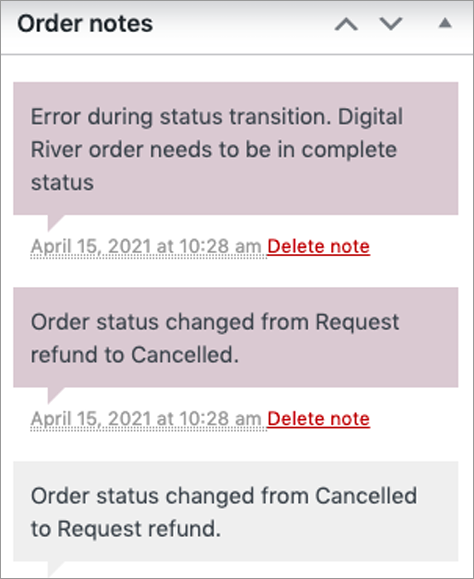 Order notes
Error during status transition. Digital
River order needs to be in complete
status
April 15, 2021 at 10:28 am Delete note
Order status changed from Request
refund to Cancelled.
April 15, 2021 at 10:28 am Delete note
Order status changed from Cancelled
to Request refund.